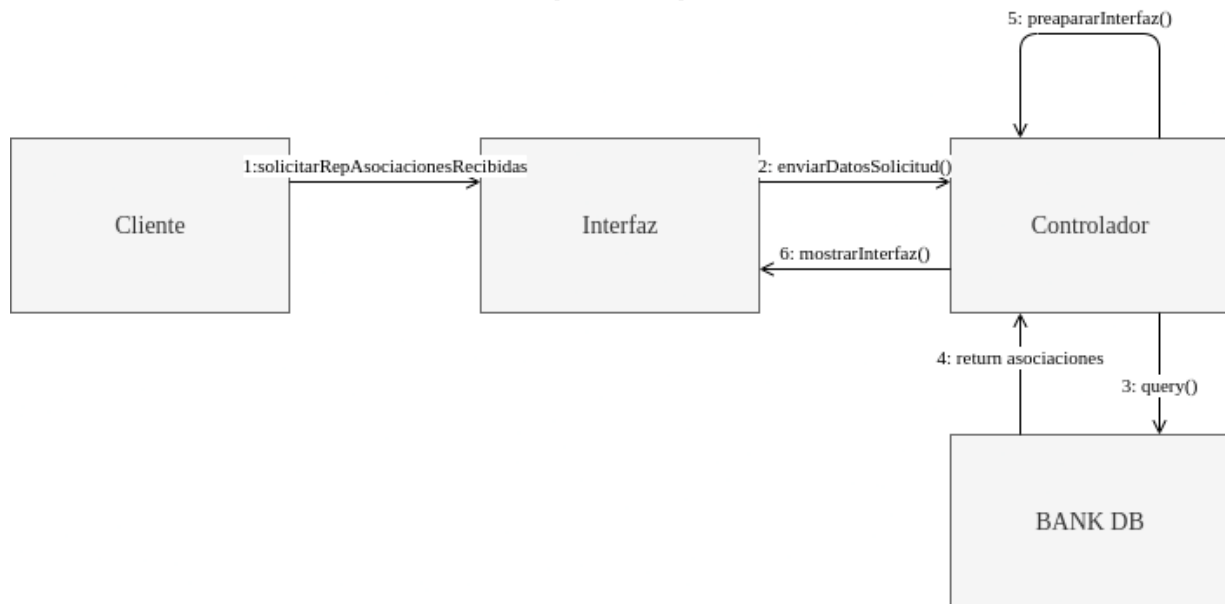 5: preapararInterfaz()
1:solicitarRepAsociacionesRecibidas
2: enviarDatosSolicitud()
Cliente
Interfaz
Controlador
6: mostrarInterfaz()
4: return asociaciones
3: query()
BANK DB